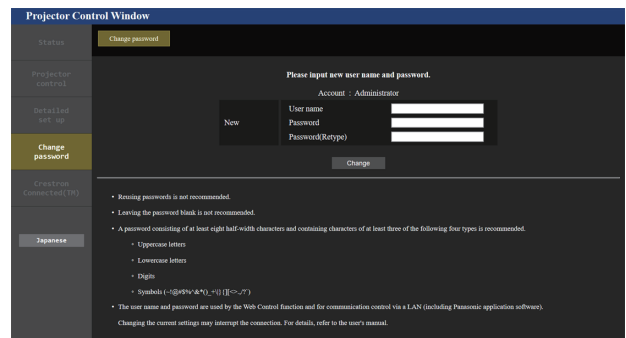 Projector Control Window
Status
Change password
Projector
control
Detailed
set up
Change
password
Crestron
Connected(TM)
Japanese
Please input new user name and password.
Account : Administrator
New
User name
Password
Password(Retype)
Change
• Reusing passwords is not recommended.
• Leaving the password blank is not recommended.
• A password consisting of at least eight half-width characters and containing characters of at least three of the following four types is recommended.
Uppercase letters
Lowercase letters
Digits
Symbols
• The user name and password are used by the Web Control function and for communication control via a LAN (including Panasonic application software).
Changing the current settings may interrupt the connection. For details, refer to the user's manual.